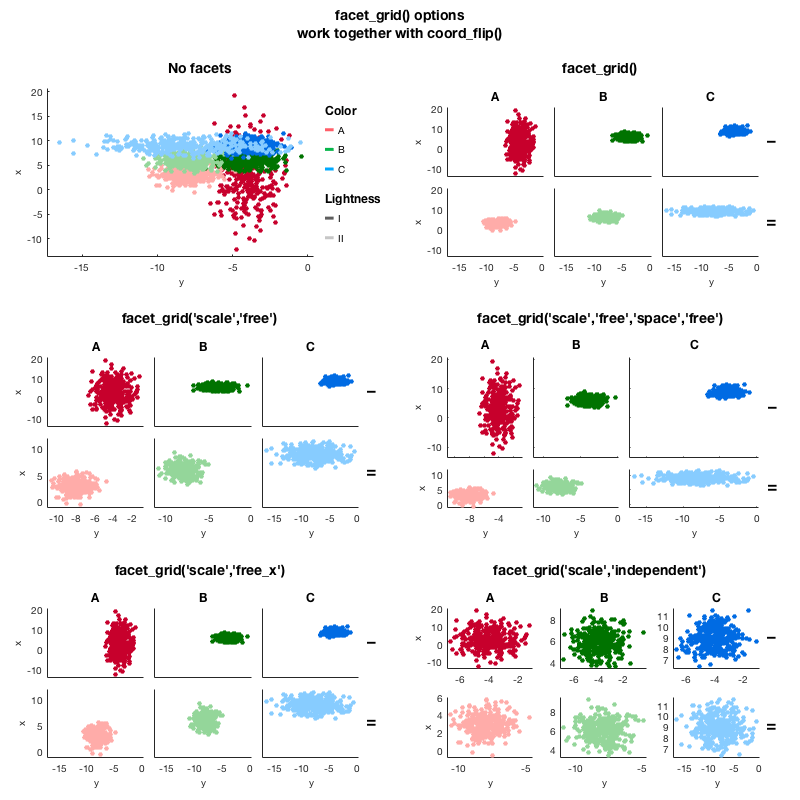 facet_grid() options
work together with coord_flip()
No facets
20
15
10
5
0
-5
-10
x
-15 -10 -5 0
y
Color
A
B
C
Lightness
I
II
facet_grid()
A B C
20
10
0
-10
x
I
20
10
0
-10
x
II
-15 -10 -5 0 -15 -10 -5 0 -15 -10 -5 0
y y y
facet_grid('scale','free')
A B C
20
10
0
-10
x
I
10
5
0
x
II
-10 -8 -6 -4 -2 -10 -5 0 -15 -10 -5 0
y y y
facet_grid('scale','free','space','free')
A B C
20
10
0
-10
x
I
10
5
0
x
II
-8 -4 -10 -5 0 -15 -10 -5 0
y y y
facet_grid('scale','free_x')
A B C
20
10
0
-10
x
I
10
5
0
x
II
-15 -10 -5 0 -15 -10 -5 0 -15 -10 -5 0
y y y
facet_grid('scale','independent')
A B C
20
10
0
-10
x
8
6
4
11
10
9
8
7
I
-6 -4 -2 -6 -4 -2 -6 -4 -2
6
4
2
0
x
8
6
4
11
10
9
8
7
II
-10 -5 -10 -5 -15 -10 -5 0
y y y